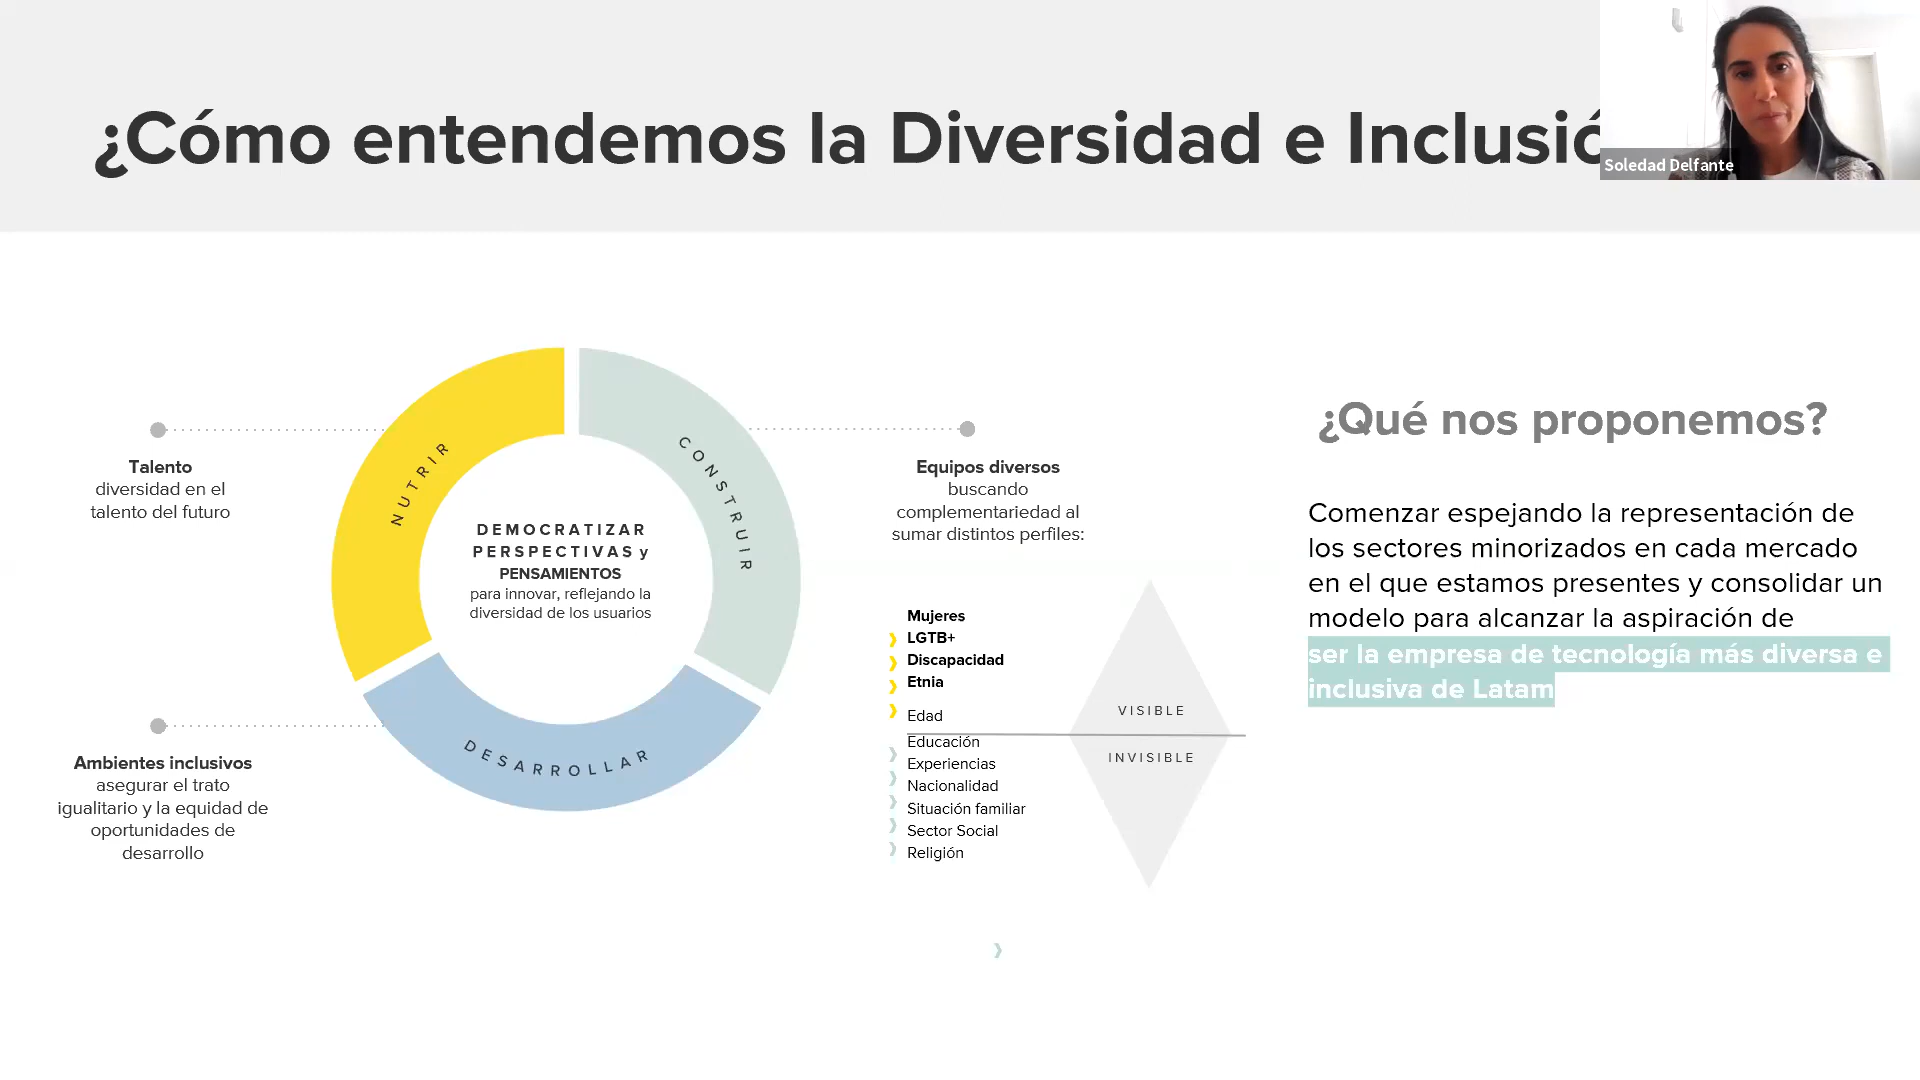 ¿Cómo entendemos la Diversidad e Inclusió
Soledad Delfante
NUTRIR
CONSTRUIR
DESARROLLAR
Talento
diversidad en el
talento del futuro
DEMOCRATIZAR
PERSPECTIVAS y
PENSAMIENTOS
para innovar, reflejando la
diversidad de los usuarios
Ambientes inclusivos
asegurar el trato
igualitario y la equidad de
oportunidades de
desarrollo
Equipos diversos
buscando
complementariedad al
sumar distintos perfiles:
Mujeres
LGTB+
Discapacidad
Etnia
Edad
Educación
Experiencias
Nacionalidad
Situación familiar
Sector Social
Religión
VISIBLE
INVISIBLE
¿Qué nos proponemos?
Comenzar espejando la representación de
los sectores minorizados en cada mercado
en el que estamos presentes y consolidar un
modelo para alcanzar la aspiración de
ser la empresa de tecnología más diversa e
inclusiva de Latam